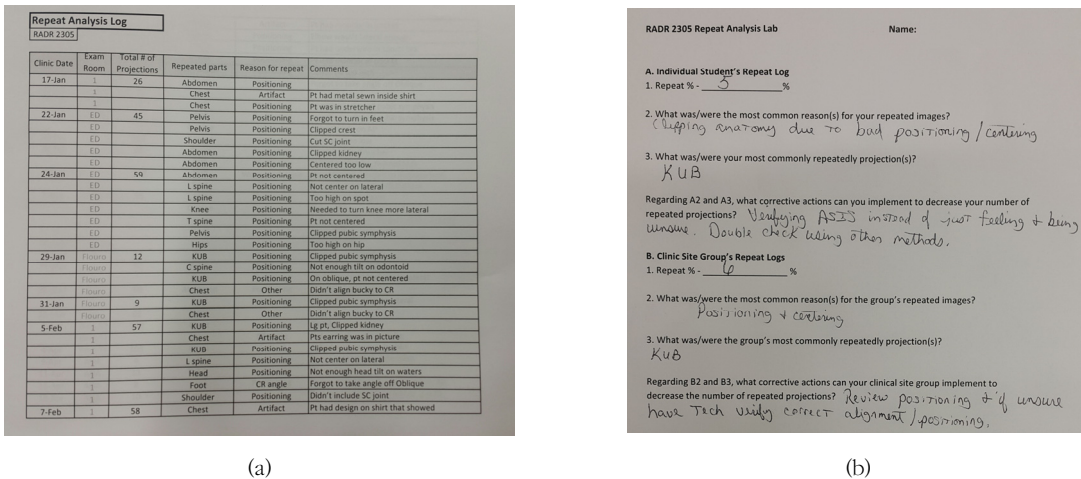 Repeat Analysis Log
RADR 2305
Clinic Date Exam Room Total # of Projections Repeated parts Reason for repeat Comments
17-Jan 1 26 Abdomen Positioning
1 Chest Artifact Pt had metal sewn inside shirt
1 Chest Positioning Pt was in stretcher
22-Jan ED 45 Pelvis Positioning Forgot to turn in feet
ED Pelvis Positioning Clipped crest
ED Shoulder Positioning Cut SC joint
ED Abdomen Positioning Clipped kidney
ED Abdomen Positioning Centered too low
24-Jan ED 59 Abdomen Positioning Pt not centered
ED L spine Positioning Not center on lateral
ED L spine Positioning Too high on spot
ED Knee Positioning Needed to turn knee more lateral
ED T spine Positioning Pt not centered
ED Pelvis Positioning Clipped pubic symphysis
ED Hips Positioning Too high on hip
29-Jan Flouro 12 KUB Positioning Clipped pubic symphysis
Flouro C spine Positioning Not enough tilt on odontoid
Flouro KUB Positioning On oblique, pt not centered
Flouro Chest Other Didn't align bucky to CR
31-Jan Flouro 9 KUB Positioning Clipped pubic symphysis
Flouro Chest Other Didn't align bucky to CR
5-Feb 1 57 KUB Positioning Lg pt, Clipped kidney
1 Chest Artifact Pts earring was in picture
1 KUB Positioning Clipped pubic symphysis
1 L spine Positioning Not center on lateral
1 Head Positioning Not enough head tilt on waters
1 Foot CR angle Forgot to take angle off Oblique
1 Shoulder Positioning Didn't include SC joint
7-Feb 1 58 Chest Artifact Pt had design on shirt that showed
(a)
RADR 2305 Repeat Analysis Lab Name:
A. Individual Student's Repeat Log
1. Repeat % - 5 %
2. What was/were the most common reason(s) for your repeated images?
Clipping anatomy due to bad positioning/centering
3. What was/were your most commonly repeatedly projection(s)?
KUB
Regarding A2 and A3, what corrective actions can you implement to decrease your number of
repeated projections? Verifying ASIS instead of just feeling & being
unsure. Double check using other methods.
B. Clinic Site Group's Repeat Logs
1. Repeat % - 6 %
2. What was/were the most common reason(s) for the group's repeated images?
Positioning & centering
3. What was/were the group's most commonly repeatedly projection(s)?
KUB
Regarding B2 and B3, what corrective actions can your clinical site group implement to
decrease the number of repeated projections? Review positioning & if unsure
have Tech verify correct alignment/positioning.
(b)